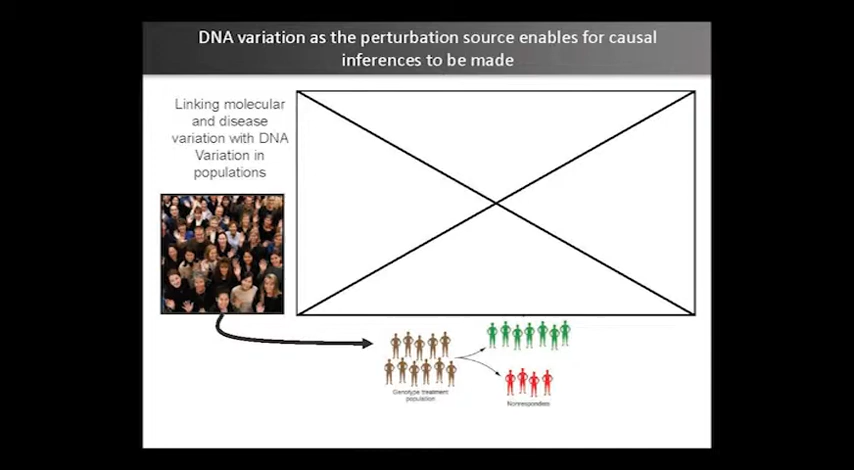 DNA variation as the perturbation source enables for causal
inferences to be made
Linking molecular
and disease
variation with DNA
Variation in
populations
Genotype treatment
population
Nonresponders